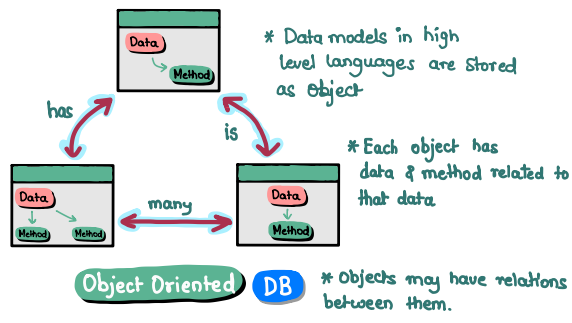 Data
Method
has
is
Data
Method
Method
many
Data
Method
* Data models in high
level languages are stored
as object
* Each object has
data & method related to
that data
Object Oriented DB
* Objects may have relations
between them.